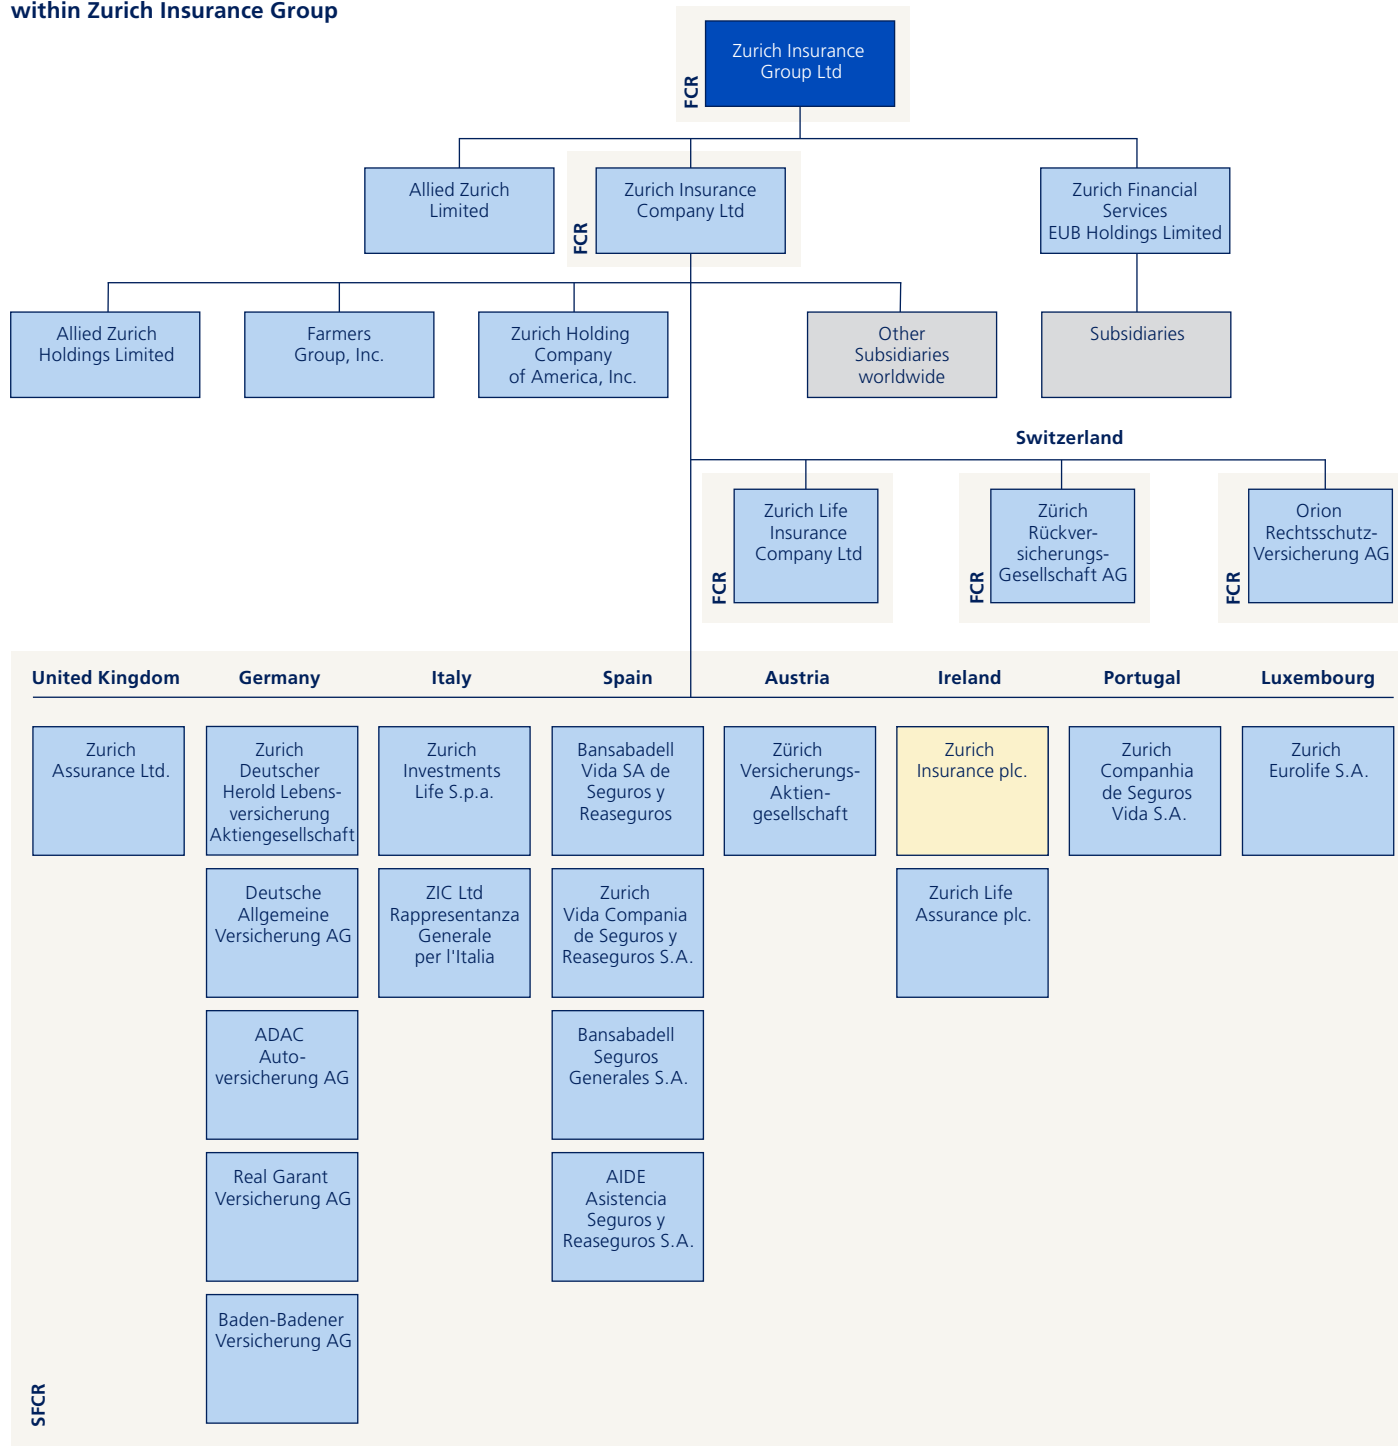 within Zurich Insurance Group
FCR
Zurich Insurance
Group Ltd
Allied Zurich
Limited
FCR
Zurich Insurance
Company Ltd
Zurich Financial
Services
EUB Holdings Limited
Allied Zurich
Holdings Limited
Farmers
Group, Inc.
Zurich Holding
Company
of America, Inc.
Other
Subsidiaries
worldwide
Subsidiaries
Switzerland
FCR
Zurich Life
Insurance
Company Ltd
FCR
Zürich
Rückver-
sicherungs-
Gesellschaft AG
FCR
Orion
Rechtsschutz-
Versicherung AG
United Kingdom
Germany
Italy
Spain
Austria
Ireland
Portugal
Luxembourg
Zurich
Assurance Ltd.
Zurich
Deutscher
Herold Lebens-
versicherung
Aktiengesellschaft
Zurich
Investments
Life S.p.a.
Bansabadell
Vida SA de
Seguros y
Reaseguros
Zürich
Versicherungs-
Aktien-
gesellschaft
Zurich
Insurance plc.
Zurich
Companhia
de Seguros
Vida S.A.
Zurich
Eurolife S.A.
Deutsche
Allgemeine
Versicherung AG
ZIC Ltd
Rappresentanza
Generale
per l'Italia
Zurich
Vida Compania
de Seguros y
Reaseguros S.A.
Zurich Life
Assurance plc.
ADAC
Auto-
versicherung AG
Bansabadell
Seguros
Generales S.A.
Real Garant
Versicherung AG
AIDE
Asistencia
Seguros y
Reaseguros S.A.
Baden-Badener
Versicherung AG
SFCR